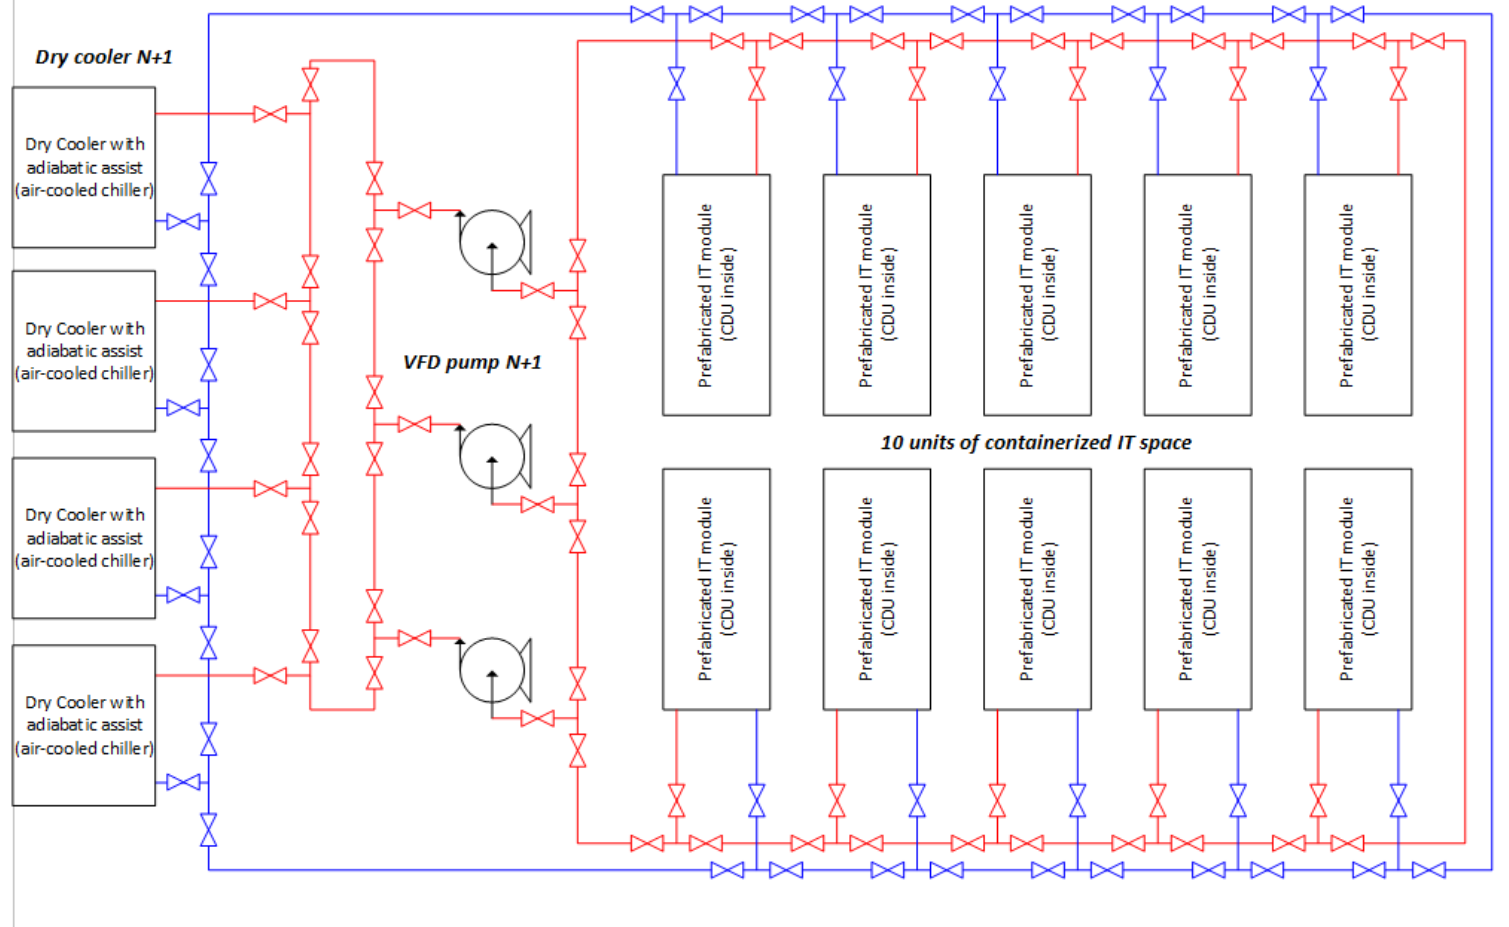 Dry cooler N+1
Dry Cooler with
adiabatic assist
(air-cooled chiller)
Dry Cooler with
adiabatic assist
(air-cooled chiller)
Dry Cooler with
adiabatic assist
(air-cooled chiller)
Dry Cooler with
adiabatic assist
(air-cooled chiller)
VFD pump N+1
Prefabricated IT module
(CDU inside)
Prefabricated IT module
(CDU inside)
Prefabricated IT module
(CDU inside)
Prefabricated IT module
(CDU inside)
Prefabricated IT module
(CDU inside)
10 units of containerized IT space
Prefabricated IT module
(CDU inside)
Prefabricated IT module
(CDU inside)
Prefabricated IT module
(CDU inside)
Prefabricated IT module
(CDU inside)
Prefabricated IT module
(CDU inside)